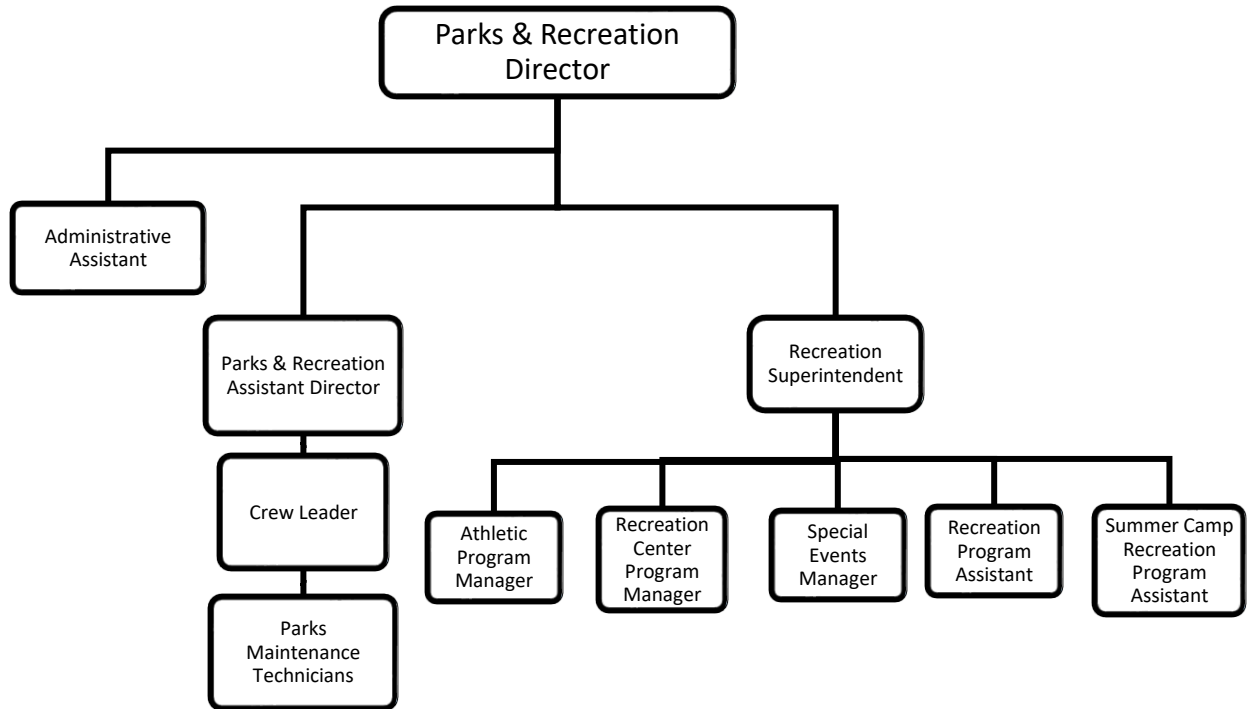 Parks & Recreation
Director
Administrative
Assistant
Parks & Recreation
Assistant Director
Recreation
Superintendent
Crew Leader
Parks
Maintenance
Technicians
Athletic
Program
Manager
Recreation
Center
Program
Manager
Special
Events
Manager
Recreation
Program
Assistant
Summer Camp
Recreation
Program
Assistant